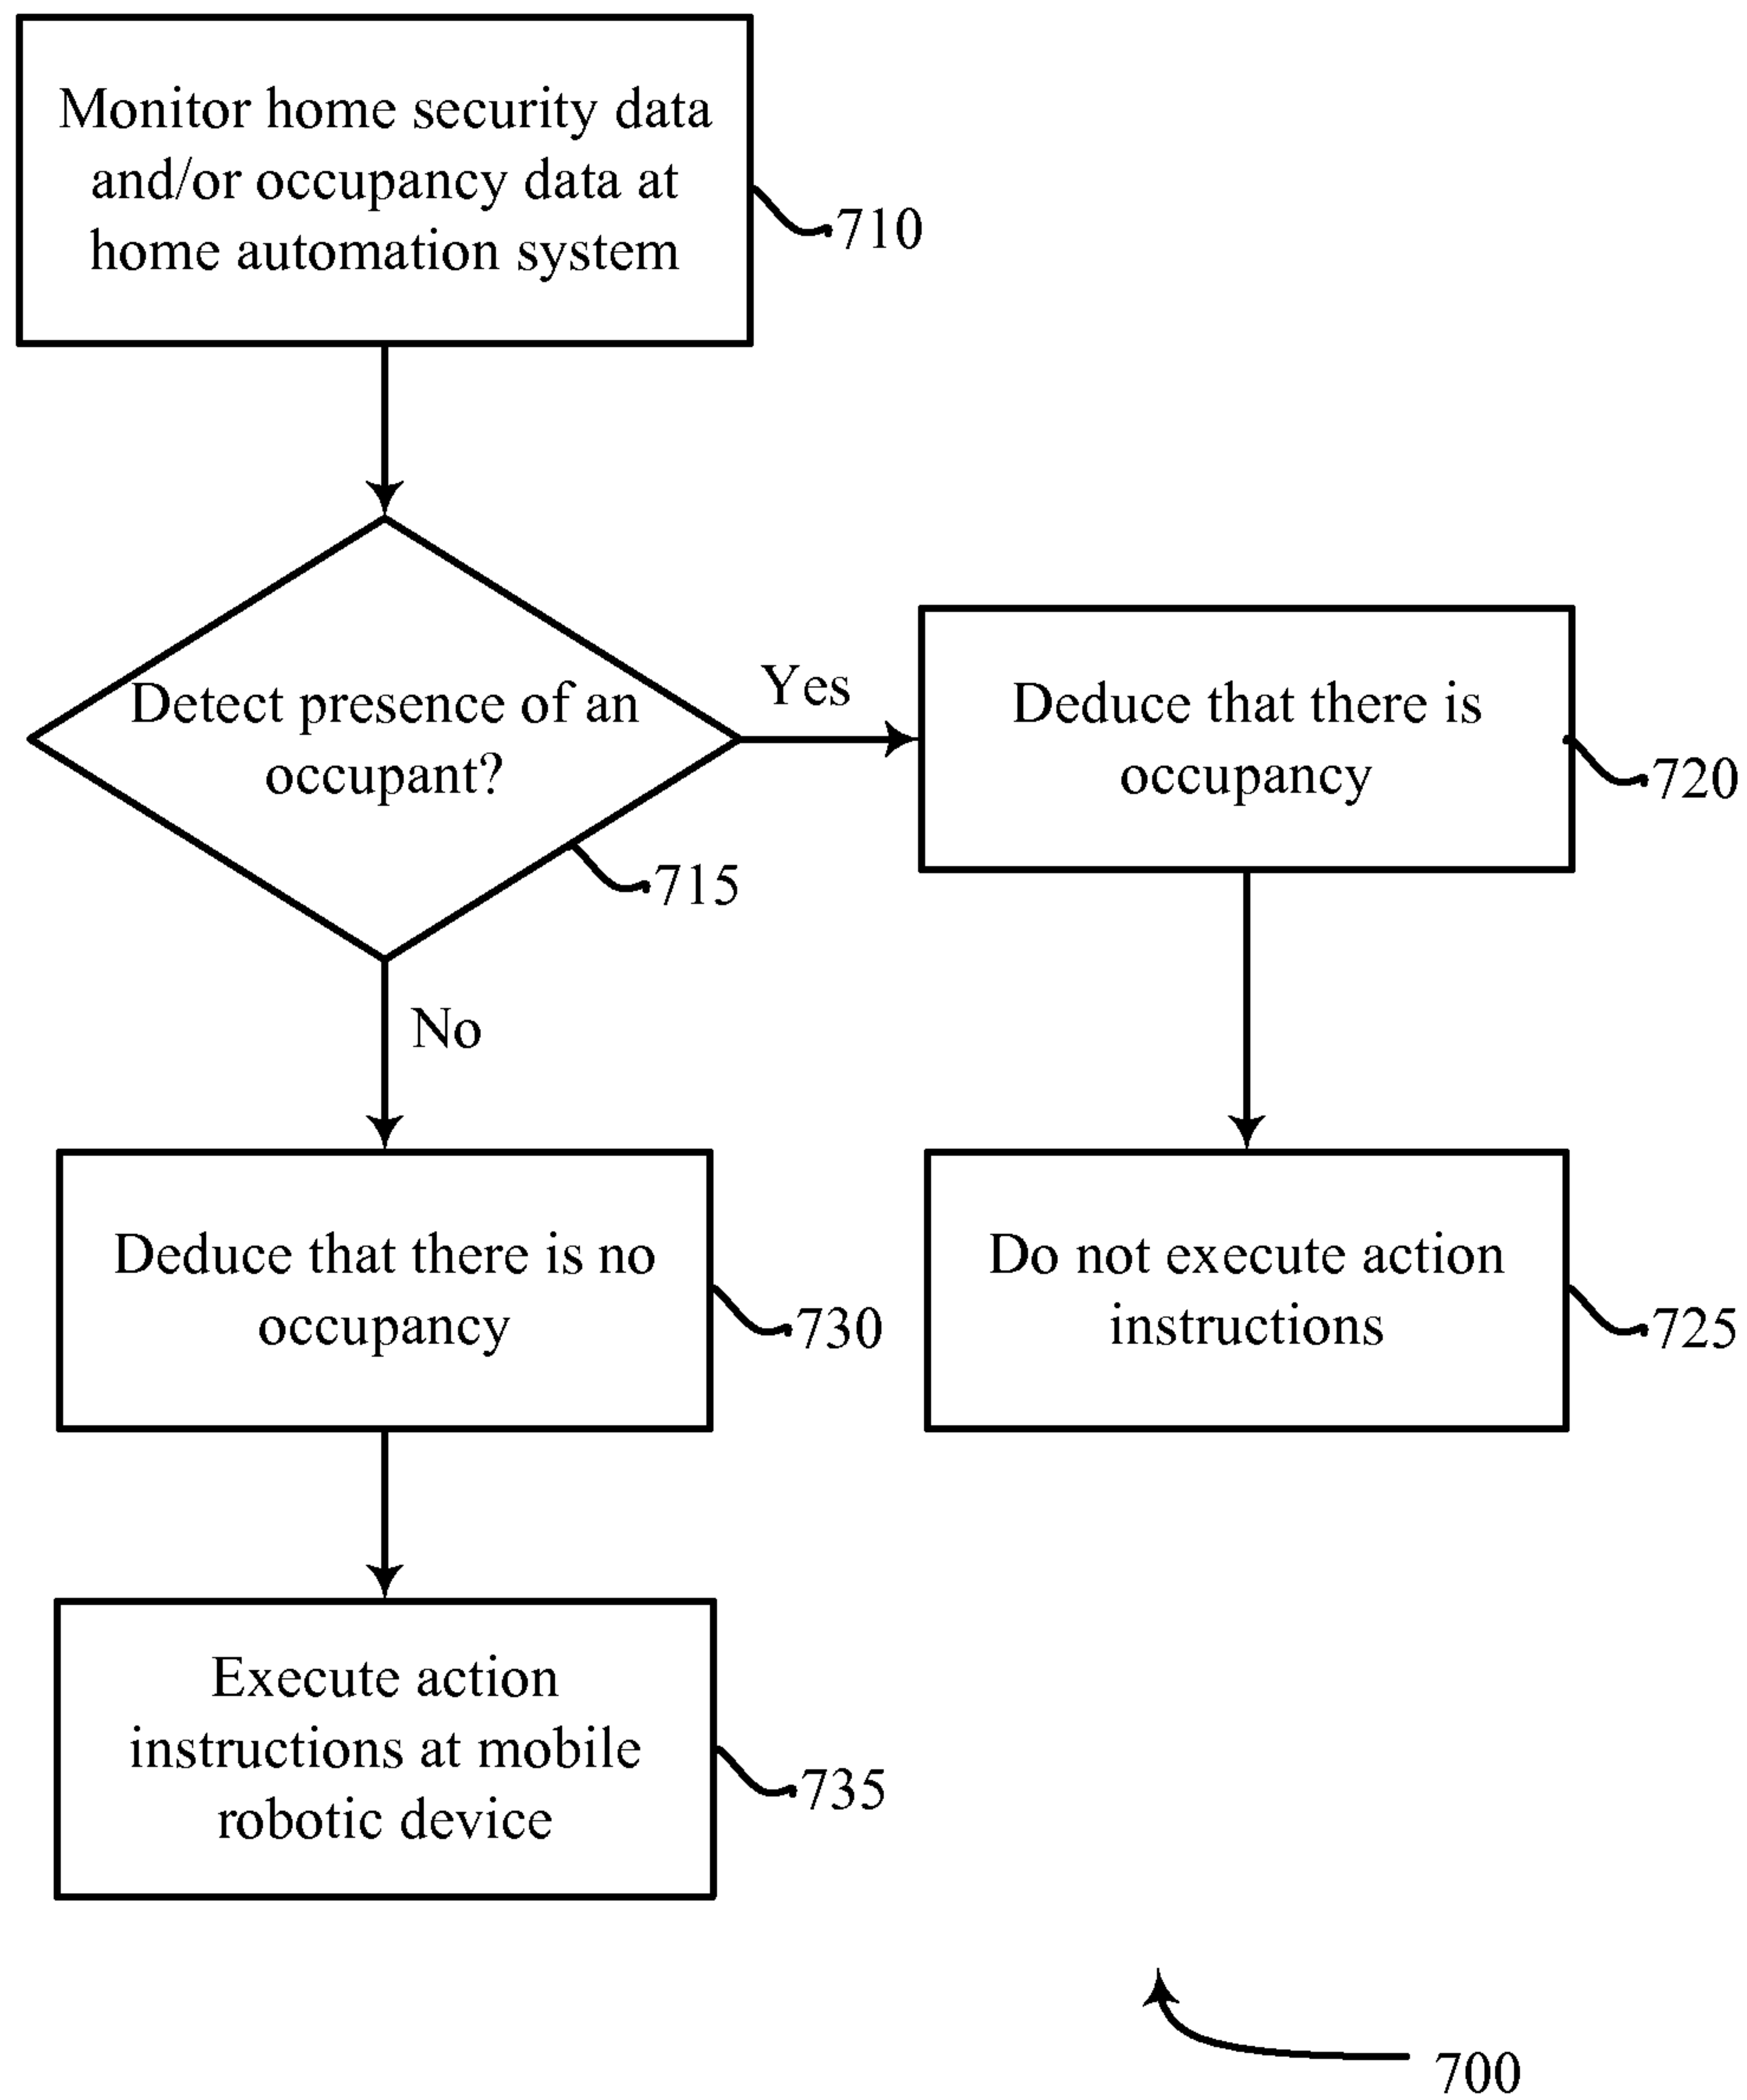 Monitor home security data
and/or occupancy data at
home automation system
710
Detect presence of an
occupant?
715
Yes
Deduce that there is
occupancy
720
No
Deduce that there is no
occupancy
730
Do not execute action
instructions
725
Execute action
instructions at mobile
robotic device
735
700